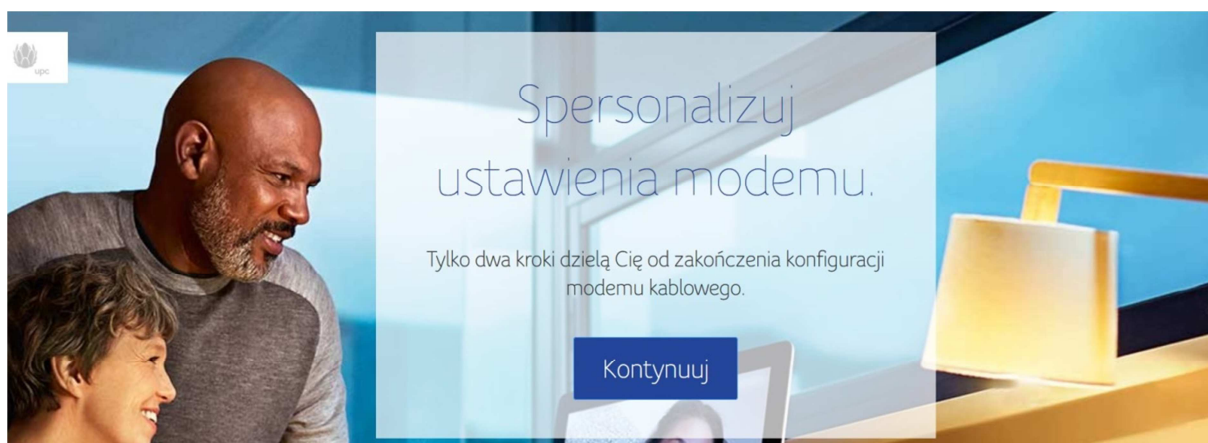 upc
Spersonalizuj
ustawienia modemu.
Tylko dwa kroki dzielą Cię od zakończenia konfiguracji
modemu kablowego.
Kontynuuj